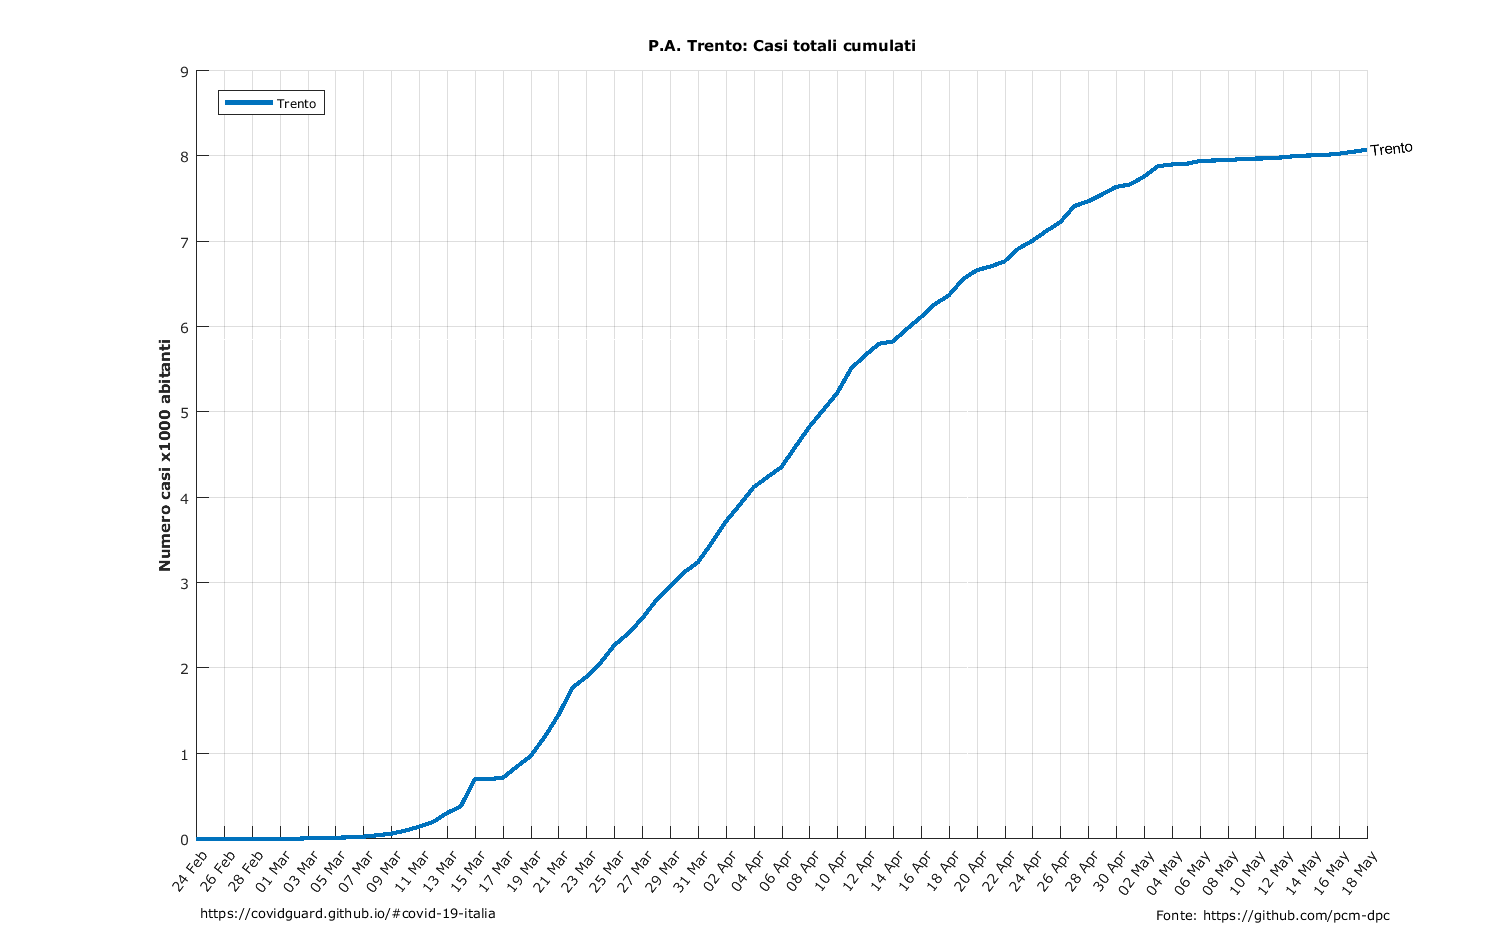 P.A. Trento: Casi totali cumulati
9
8
7
6
5
4
3
2
1
0
Numero casi x1000 abitanti
Trento
Trento
24 Feb
26 Feb
28 Feb
01 Mar
03 Mar
05 Mar
07 Mar
09 Mar
11 Mar
13 Mar
15 Mar
17 Mar
19 Mar
21 Mar
23 Mar
25 Mar
27 Mar
29 Mar
31 Mar
02 Apr
04 Apr
06 Apr
08 Apr
10 Apr
12 Apr
14 Apr
16 Apr
18 Apr
20 Apr
22 Apr
24 Apr
26 Apr
28 Apr
30 Apr
02 May
04 May
06 May
08 May
10 May
12 May
14 May
16 May
18 May
https://covidguard.github.io/#covid-19-italia
Fonte: https://github.com/pcm-dpc